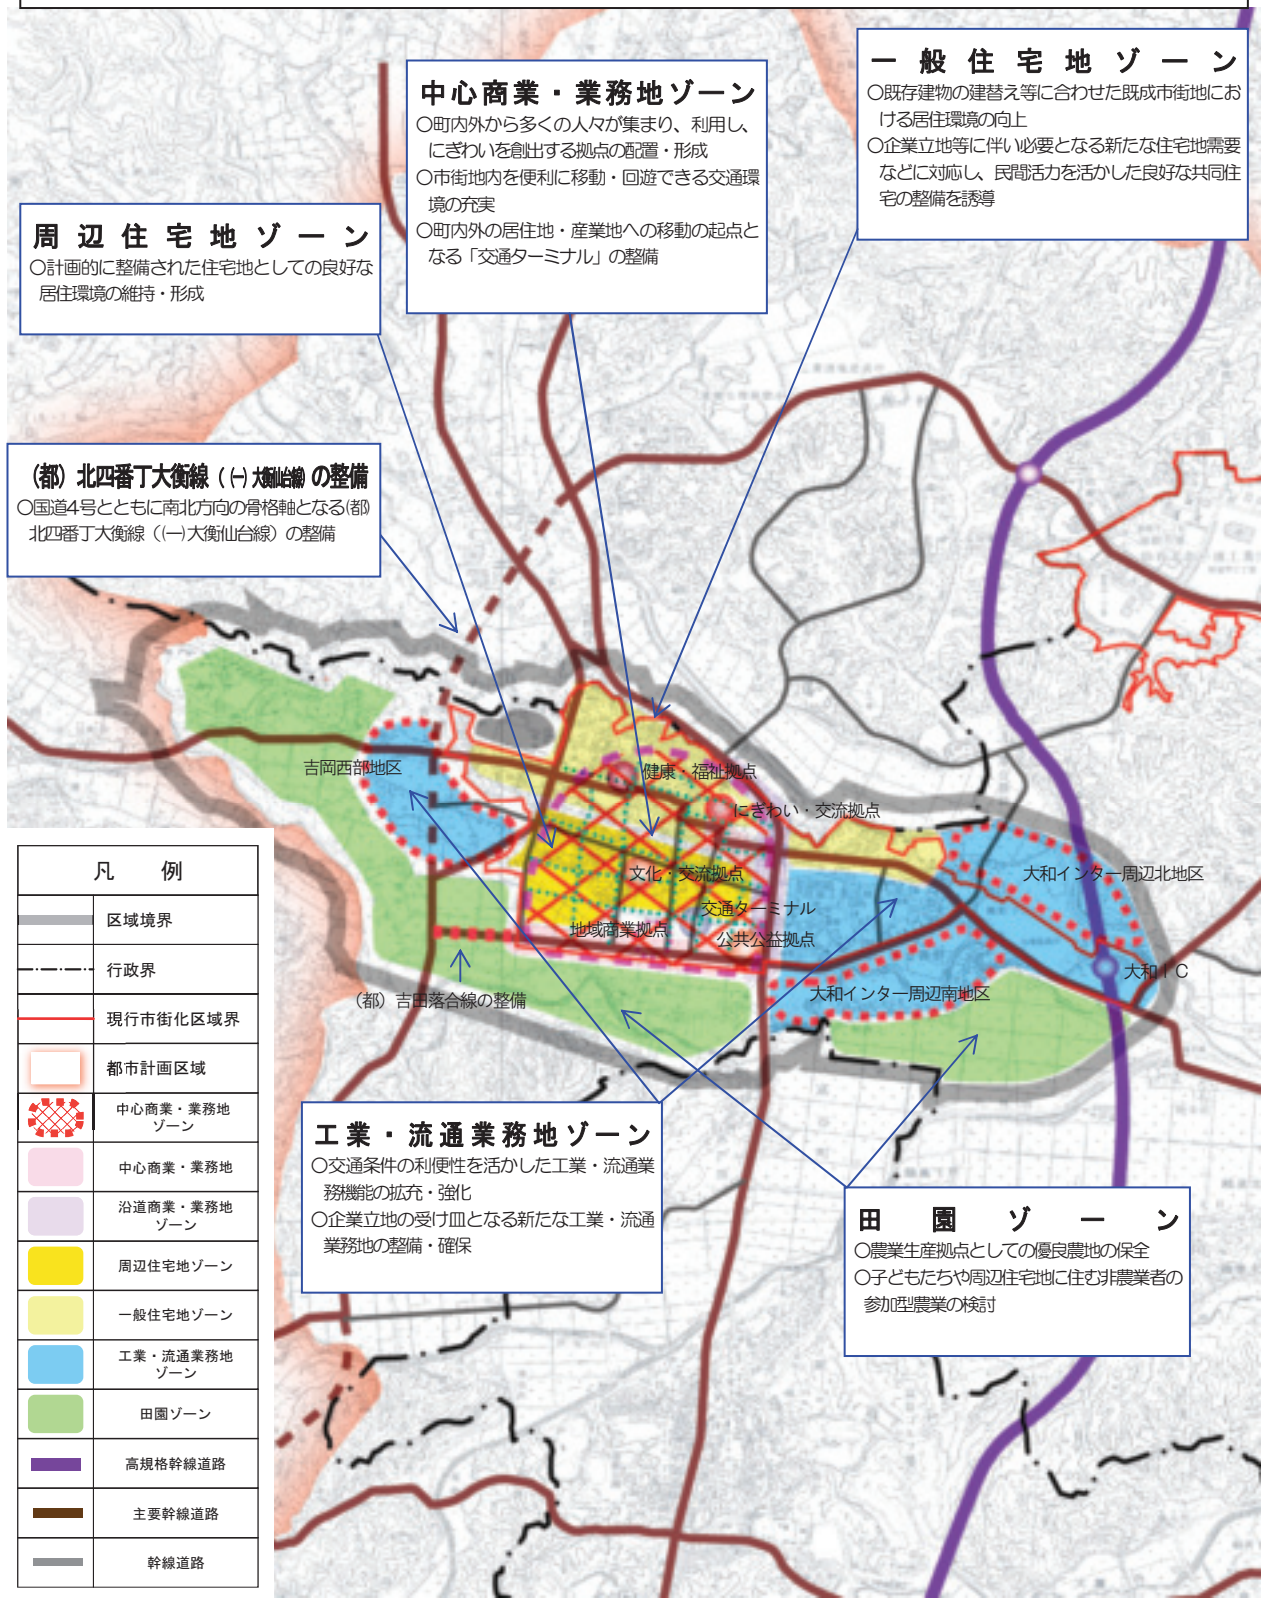 一般住宅地ゾーン
○既存建物の建替え等に合わせた既成市街地にお
ける居住環境の向上
○企業立地等に伴い必要となる新たな住宅地需要
などに対応し、民間活力を活かした良好な共同住
宅の整備を誘導
中心商業・業務地ゾーン
○町内外から多くの人々が集まり、利用し、
にぎわいを創出する拠点の配置・形成
○市街地内を便利に移動・回遊できる交通環
境の充実
○町内外の居住地・産業地への移動の起点と
なる「交通ターミナル」の整備
周辺住宅地ゾーン
○計画的に整備された住宅地としての良好な
居住環境の維持・形成
(都)北四番丁大衡線((一)大衡仙台線)の整備
○国道4号とともに南北方向の骨格軸となる(都)
北四番丁大衡線((一)大衡仙台線)の整備
吉岡西部地区
健康・福祉拠点
にぎわい・交流拠点
文化・交流拠点
大和インター周辺北地区
交通ターミナル
地域商業拠点
公共公益拠点
大和IC
(都)吉田落合線の整備
大和インター周辺南地区
工業・流通業務地ゾーン
○交通条件の利便性を活かした工業・流通業
務機能の拡充・強化
○企業立地の受け皿となる新たな工業・流通
業務地の整備・確保
田園ゾーン
○農業生産拠点としての優良農地の保全
○子どもたちや周辺住宅地に住む非農業者の
参加型農業の検討
凡例
区域境界
行政界
現行市街化区域界
都市計画区域
中心商業・業務地
ゾーン
中心商業・業務地
沿道商業・業務地
ゾーン
周辺住宅地ゾーン
一般住宅地ゾーン
工業・流通業務地
ゾーン
田園ゾーン
高規格幹線道路
主要幹線道路
幹線道路